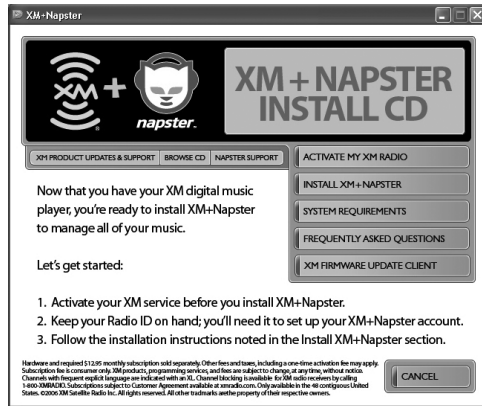 XM+Napster
XM + napster.
XM + NAPSTER
INSTALL CD
XM PRODUCT UPDATES & SUPPORT BROWSE CD NAPSTER SUPPORT
ACTIVATE MY XM RADIO
INSTALL XM+NAPSTER
SYSTEM REQUIREMENTS
FREQUENTLY ASKED QUESTIONS
XM FIRMWARE UPDATE CLIENT
Now that you have your XM digital music
player, you're ready to install XM+Napster
to manage all of your music.
Let's get started:
1. Activate your XM service before you install XM+Napster.
2. Keep your Radio ID on hand; you'll need it to set up your XM+Napster account.
3. Follow the installation instructions noted in the Install XM+Napster section.
Hardware and required $12.95 monthly subscription sold separately. Other fees and taxes, including a one-time activation fee may apply.
Subscription fee is consumer only. XM products, programming services, and fees are subject to change, at any time, without notice.
Channels with frequent explicit language are indicated with an XL. Channel blocking is available for XM radio receivers by calling
1-800-XMRADIO. Subscriptions subject to Customer Agreement available at xmradio.com. Only available in the 48 contiguous United
States. ©2006 XM Satellite Radio Inc. All rights reserved. All other tradmarks arethe property of their respective owners.
CANCEL